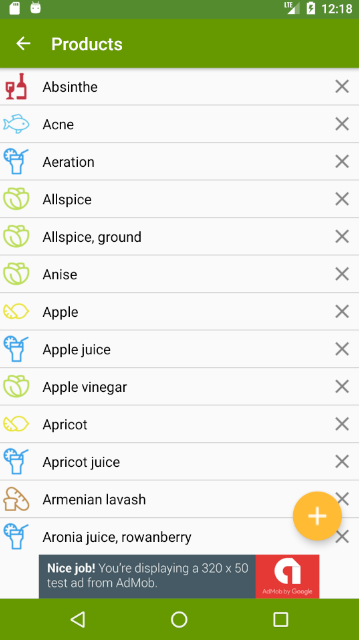 LTE 12:18
Products
Absinthe
Acne
Aeration
Allspice
Allspice, ground
Anise
Apple
Apple juice
Apple vinegar
Apricot
Apricot juice
Armenian lavash
Aronia juice, rowanberry
Nice job! You're displaying a 320 x 50
test ad from AdMob.
AdMob by Google